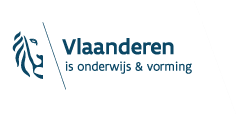 Vlaanderen
is onderwijs & vorming